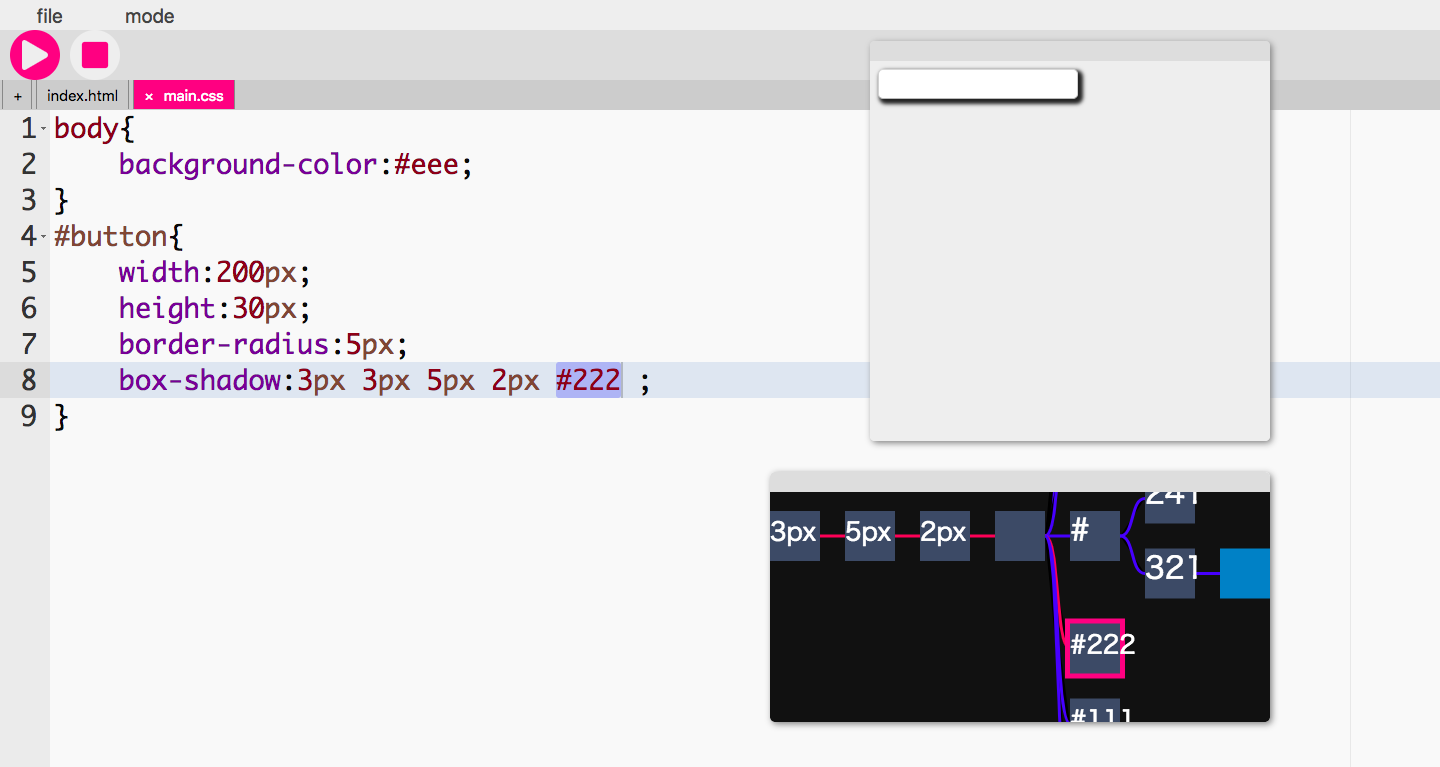 file mode
+ index.html × main.css
1 body{
2 background-color:#eee;
3 }
4 #button{
5 width:200px;
6 height:30px;
7 border-radius:5px;
8 box-shadow:3px 3px 5px 2px #222 ;
9 }
241
3px 5px 2px #
321
#222
#111